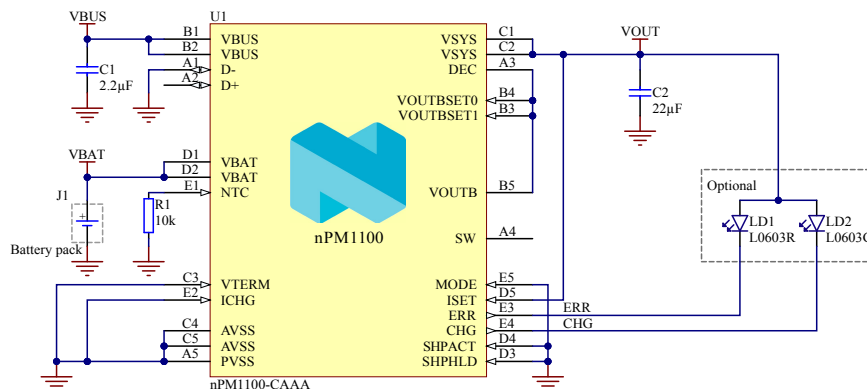 U1
VBUS
B1 VBUS VSYS C1
B2 VBUS VSYS C2
VOUT
A1 D- DEC A3
A2 D+
C1
2.2µF
VOUTBSET0 B4
VOUTBSET1 B3
C2
22µF
VBAT
D1 VBAT
D2 VBAT
E1 NTC VOUTB B5
J1
+
Battery pack
R1
10k
nPM1100
SW A4
Optional
LD1
L0603R
LD2
L0603G
C3 VTERM MODE E5
E2 ICHG ISET D5
ERR E3 ERR
C4 AVSS CHG E4 CHG
C5 AVSS SHPACT D4
A5 PVSS SHPHLD D3
nPM1100-CAAA